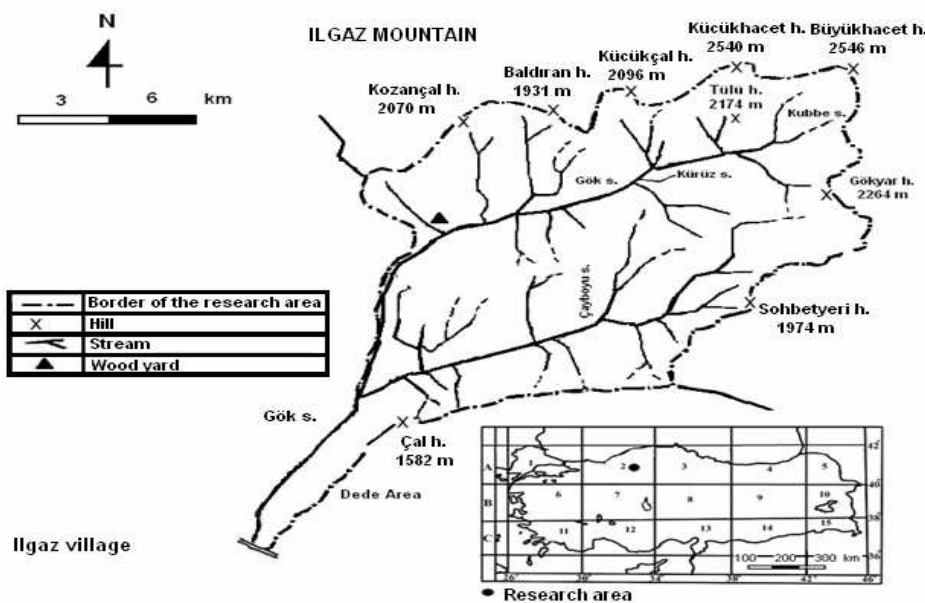 N
3 6 km
ILGAZ MOUNTAIN
Kozançal h.
2070 m
Baldıran h.
1931 m
Küçükçal h.
2096 m
Kücükhacet h.
2540 m
Büyükhacet h.
2546 m
Tülü h.
2174 m
Kubbe s.
Gök s.
Kürüz s.
Gökyar h.
2264 m
Çayboyu s.
Sohbetyeri h.
1974 m
Border of the research area
Hill
Stream
Wood yard
Gök s.
Çal h.
1582 m
Dede Area
Ilgaz village
A
B
C
1 2 3 4 5
6 7 8 9 10
11 12 13 14 15
42
40
38
36
26 30 34 42 46
100 200 300 km
Research area